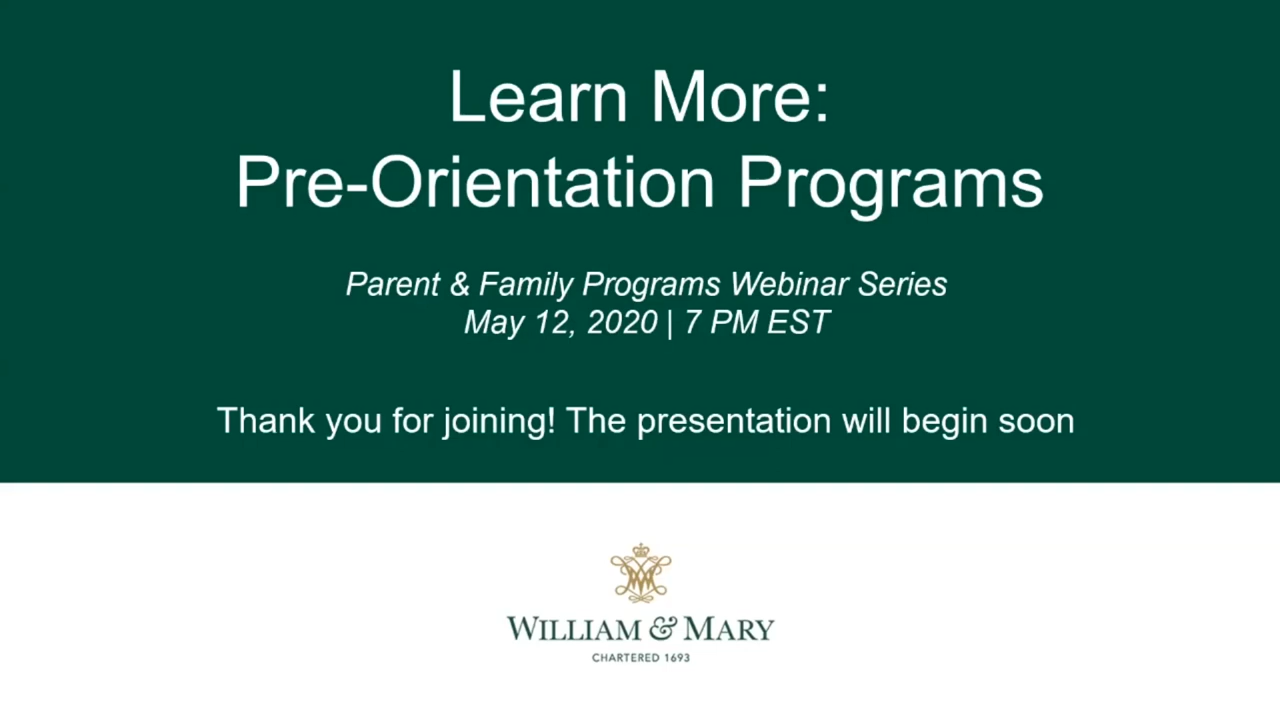 Learn More:
Pre-Orientation Programs
Parent & Family Programs Webinar Series
May 12, 2020 | 7 PM EST
Thank you for joining! The presentation will begin soon
WILLIAM & MARY
CHARTERED 1693